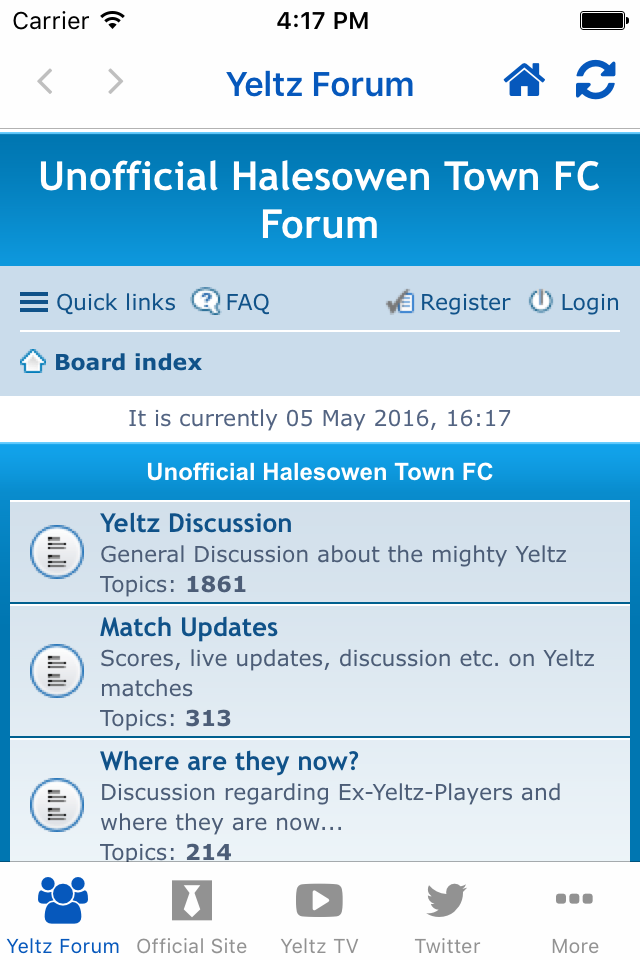 Carrier 4:17 PM
Yeltz Forum
Unofficial Halesowen Town FC
Forum
Quick links FAQ Register Login
Board index
It is currently 05 May 2016, 16:17
Unofficial Halesowen Town FC
Yeltz Discussion
General Discussion about the mighty Yeltz
Topics: 1861
Match Updates
Scores, live updates, discussion etc. on Yeltz
matches
Topics: 313
Where are they now?
Discussion regarding Ex-Yeltz-Players and
where they are now...
Topics: 214
Yeltz Forum Official Site Yeltz TV Twitter More